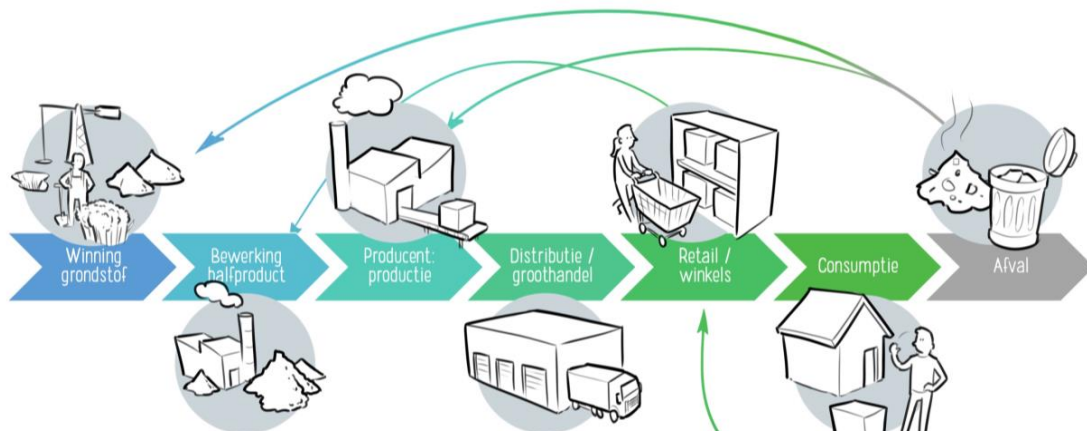 Winning
grondstof
Bewerking
halfproduct
Producent:
productie
Distributie /
groothandel
Retail /
winkels
Consumptie
Afval